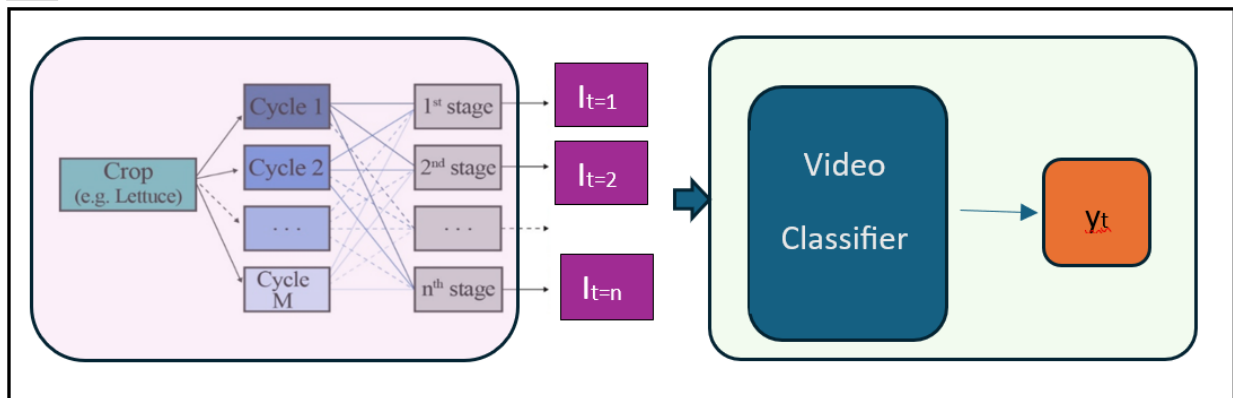 Crop
(e.g. Lettuce)
Cycle 1
Cycle 2
. . .
Cycle
M
1st stage
2nd stage
. . .
nth stage
It=1
It=2
It=n
Video
Classifier
yt